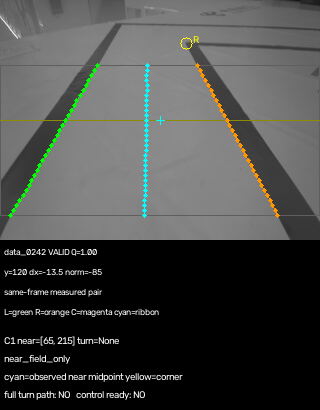 R
data_0242 VALID Q=1.00
y=120 dx=-13.5 norm=-85
same-frame measured pair
L=green R=orange C=magenta cyan=ribbon
C1 near=[65, 215] turn=None
near_field_only
cyan=observed near midpoint yellow=corner
full turn path: NO control ready: NO